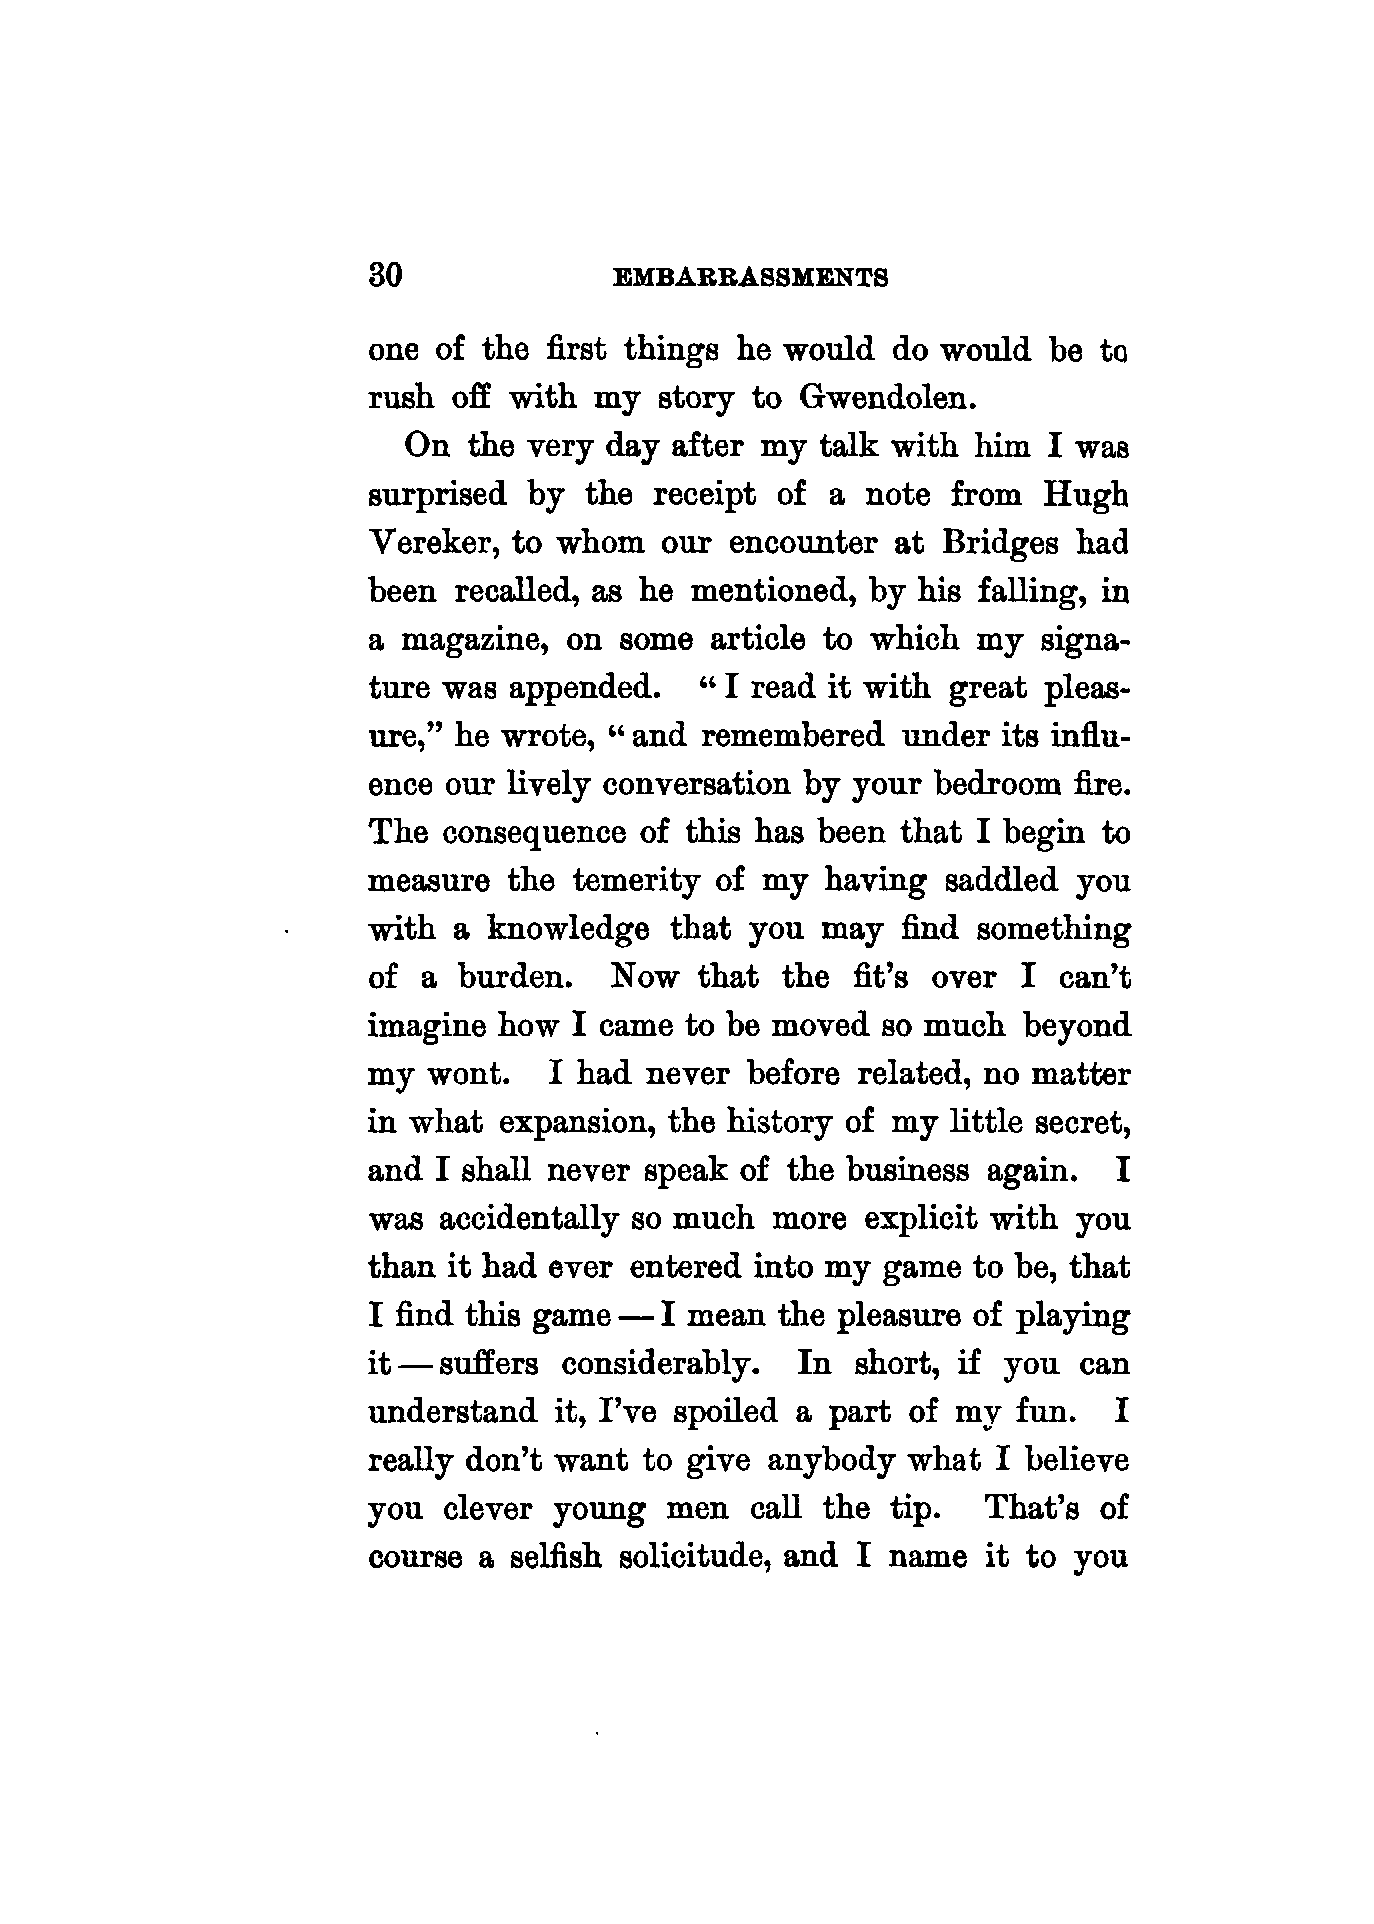 30 EMBARRASSMENTS
one of the first things he would do would be to
rush off with my story to Gwendolen.
On the very day after my talk with him I was
surprised by the receipt of a note from Hugh
Vereker, to whom our encounter at Bridges had
been recalled, as he mentioned, by his falling, in
a magazine, on some article to which my signa-
ture was appended. “I read it with great pleas-
ure,” he wrote, “and remembered under its influ-
ence our lively conversation by your bedroom fire.
The consequence of this has been that I begin to
measure the temerity of my having saddled you
with a knowledge that you may find something
of a burden. Now that the fit’s over I can’t
imagine how I came to be moved so much beyond
my wont. I had never before related, no matter
in what expansion, the history of my little secret,
and I shall never speak of the business again. I
was accidentally so much more explicit with you
than it had ever entered into my game to be, that
I find this game — I mean the pleasure of playing
it — suffers considerably. In short, if you can
understand it, I’ve spoiled a part of my fun. I
really don’t want to give anybody what I believe
you clever young men call the tip. That’s of
course a selfish solicitude, and I name it to you